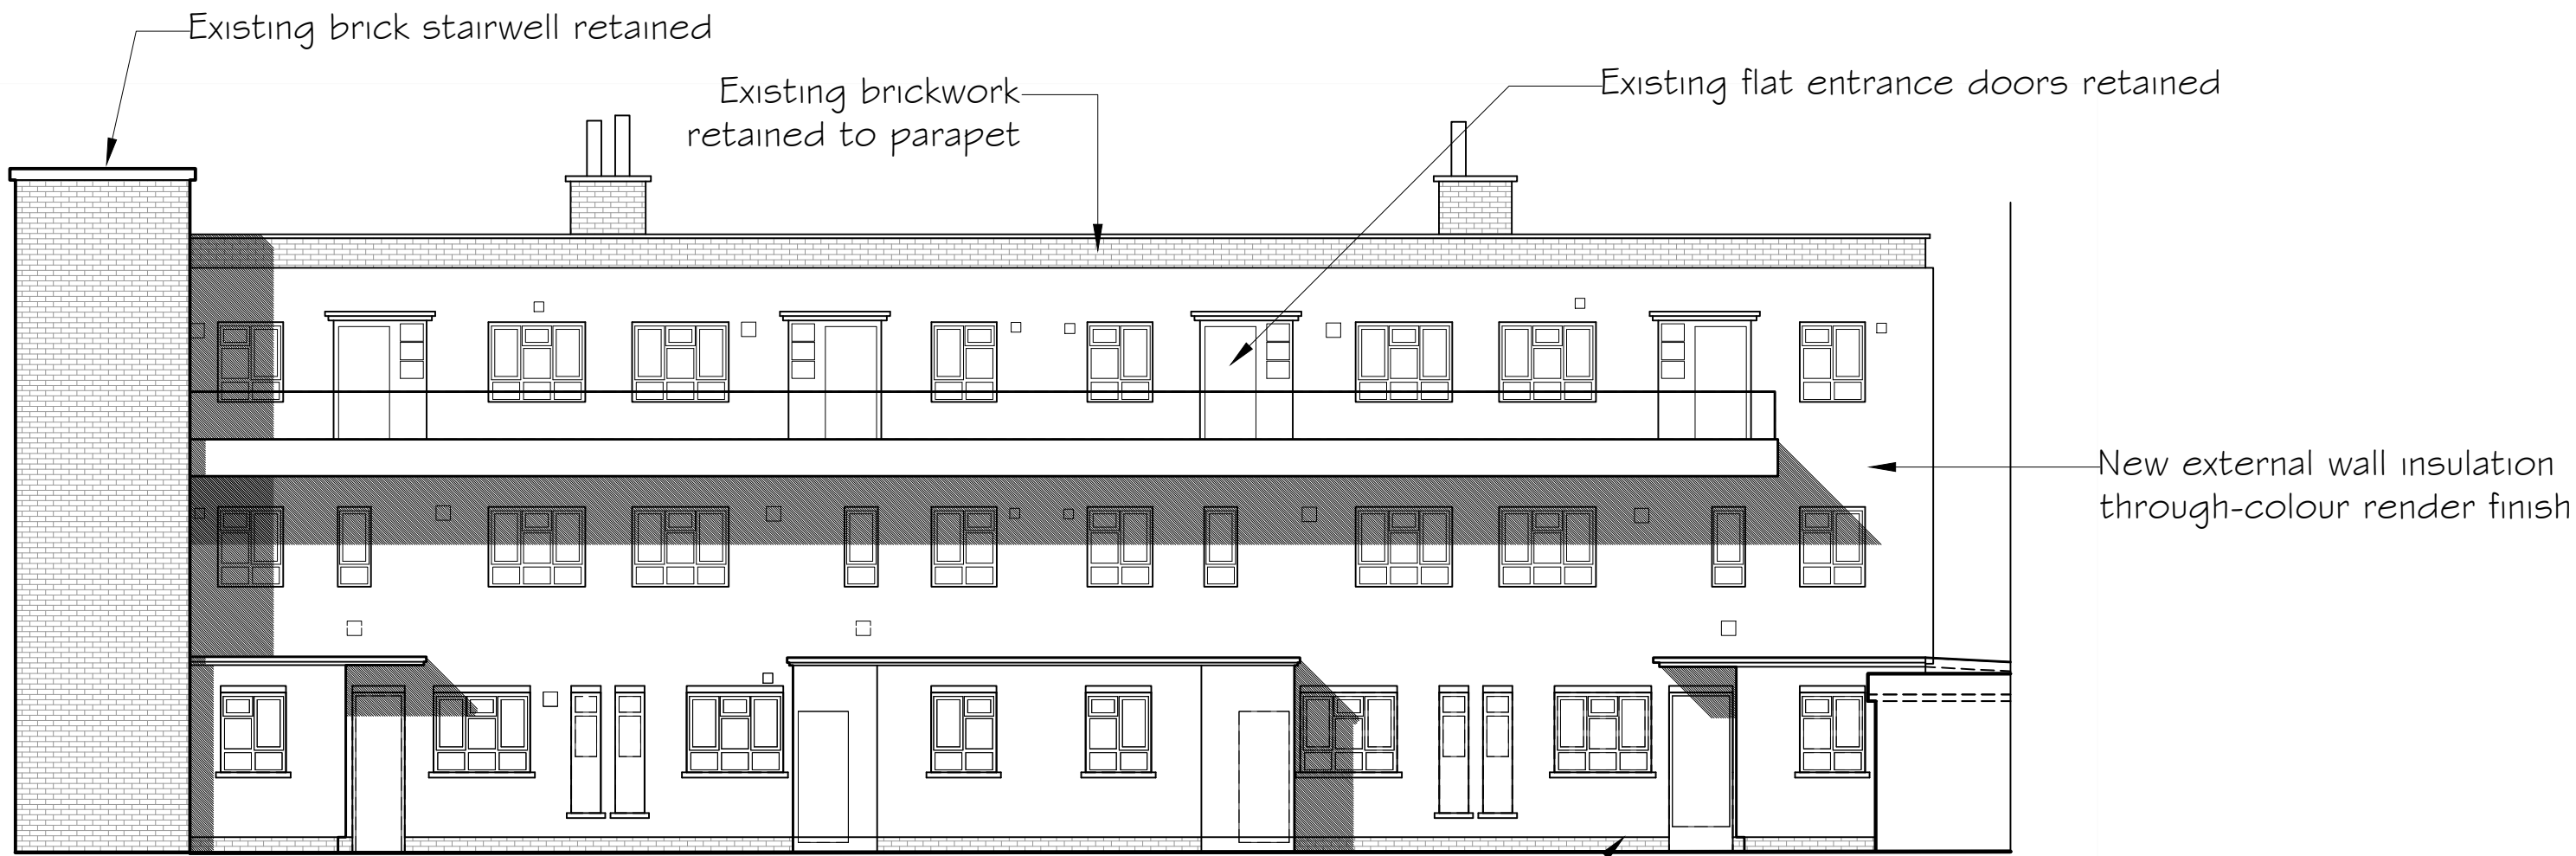 Existing brick stairwell retained
Existing brickwork
retained to parapet
Existing flat entrance doors retained
New external wall insulation
through-colour render finish